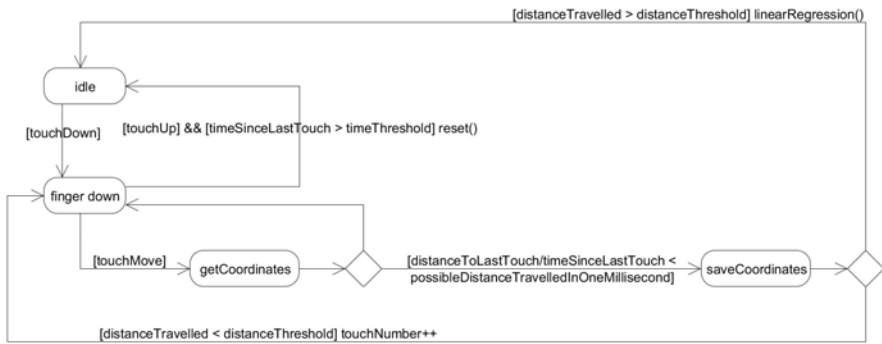 [distanceTravelled > distanceThreshold] linearRegression()
idle
[touchDown]
[touchUp] && [timeSinceLastTouch > timeThreshold] reset()
finger down
[touchMove]
getCoordinates
[distanceToLastTouch/timeSinceLastTouch <
possibleDistanceTravelledInOneMillisecond]
saveCoordinates
[distanceTravelled < distanceThreshold] touchNumber++